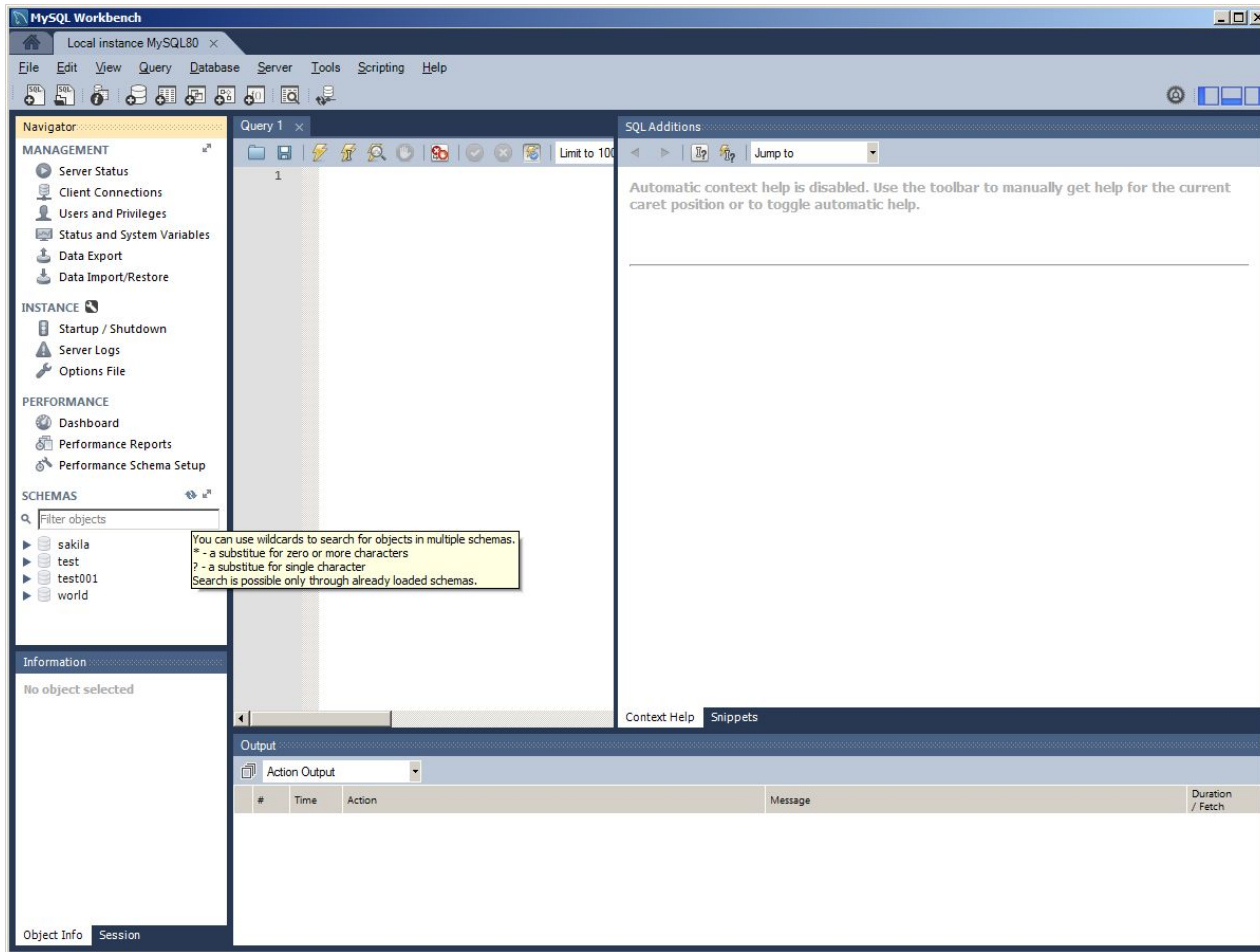 MySQL Workbench
Local instance MySQL80
File Edit View Query Database Server Tools Scripting Help
Navigator
MANAGEMENT
Server Status
Client Connections
Users and Privileges
Status and System Variables
Data Export
Data Import/Restore
INSTANCE
Startup / Shutdown
Server Logs
Options File
PERFORMANCE
Dashboard
Performance Reports
Performance Schema Setup
SCHEMAS
Filter objects
sakila
test
test001
world
You can use wildcards to search for objects in multiple schemas.
* - a substitue for zero or more characters
? - a substitue for single character
Search is possible only through already loaded schemas.
Information
No object selected
Object Info Session
Query 1
Limit to 100
1
SQL Additions
Jump to
Automatic context help is disabled. Use the toolbar to manually get help for the current
caret position or to toggle automatic help.
Context Help Snippets
Output
Action Output
# Time Action Message Duration
/ Fetch